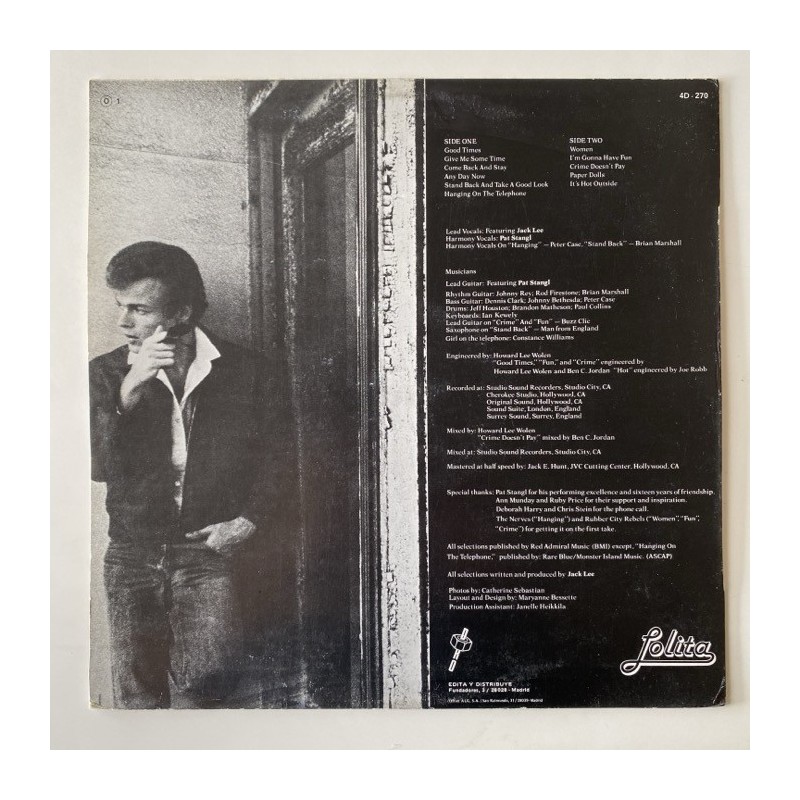 D 1
4D - 270
SIDE ONE
Good Times
Give Me Some Time
Come Back And Stay
Any Day Now
Stand Back And Take A Good Look
Hanging On The Telephone
SIDE TWO
Women
I'm Gonna Have Fun
Crime Doesn't Pay
Paper Dolls
It's Hot Outside
Lead Vocals: Featuring Jack Lee
Harmony Vocals: Pat Stangl
Harmony Vocals On "Hanging" — Peter Case, "Stand Back" — Brian Marshall
Musicians
Lead Guitar: Featuring Pat Stangl
Rhythm Guitar: Johnny Rev; Rod Firestone; Brian Marshall
Bass Guitar: Dennis Clark; Johnny Bethesda; Peter Case
Drums: Jeff Houston; Brandon Matheson; Paul Collins
Keyboards: Ian Kewely
Lead Guitar on "Crime" And "Fun" — Buzz Clic
Saxophone on "Stand Back" — Man from England
Girl on the telephone: Constance Williams
Engineered by: Howard Lee Wolen
"Good Times," "Fun," and "Crime" engineered by
Howard Lee Wolen and Ben C. Jordan "Hot" engineered by Joe Robb
Recorded at: Studio Sound Recorders, Studio City, CA
Cherokee Studio, Hollywood, CA
Original Sound, Hollywood, CA
Sound Suite, London, England
Surrey Sound, Surrey, England
Mixed by: Howard Lee Wolen
"Crime Doesn't Pay" mixed by Ben C. Jordan
Mixed at: Studio Sound Recorders, Studio City, CA
Mastered at half speed by: Jack E. Hunt, JVC Cutting Center, Hollywood, CA
Special thanks: Pat Stangl for his performing excellence and sixteen years of friendship.
Ann Munday and Ruby Price for their support and inspiration.
Deborah Harry and Chris Stein for the phone call.
The Nerves ("Hanging") and Rubber City Rebels ("Women", "Fun",
"Crime") for getting it on the first take.
All selections published by Red Admiral Music (BMI) except, "Hanging On
The Telephone," published by: Rare Blue/Monster Island Music. (ASCAP)
All selections written and produced by Jack Lee
Photos by: Catherine Sebastian
Layout and Design by: Maryanne Bessette
Production Assistant: Janelle Heikkila
EDITA Y DISTRIBUYE
Fundadores, 3 / 28028 - Madrid
Lolita